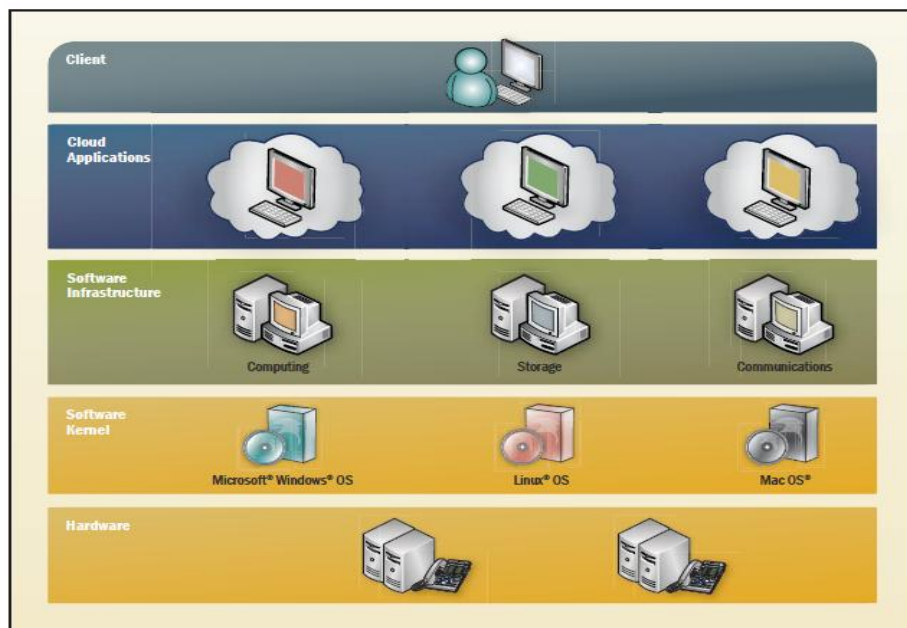 Client
Cloud
Applications
Software
Infrastructure
Computing
Storage
Communications
Software
Kernel
Microsoft® Windows® OS
Linux® OS
Mac OS®
Hardware